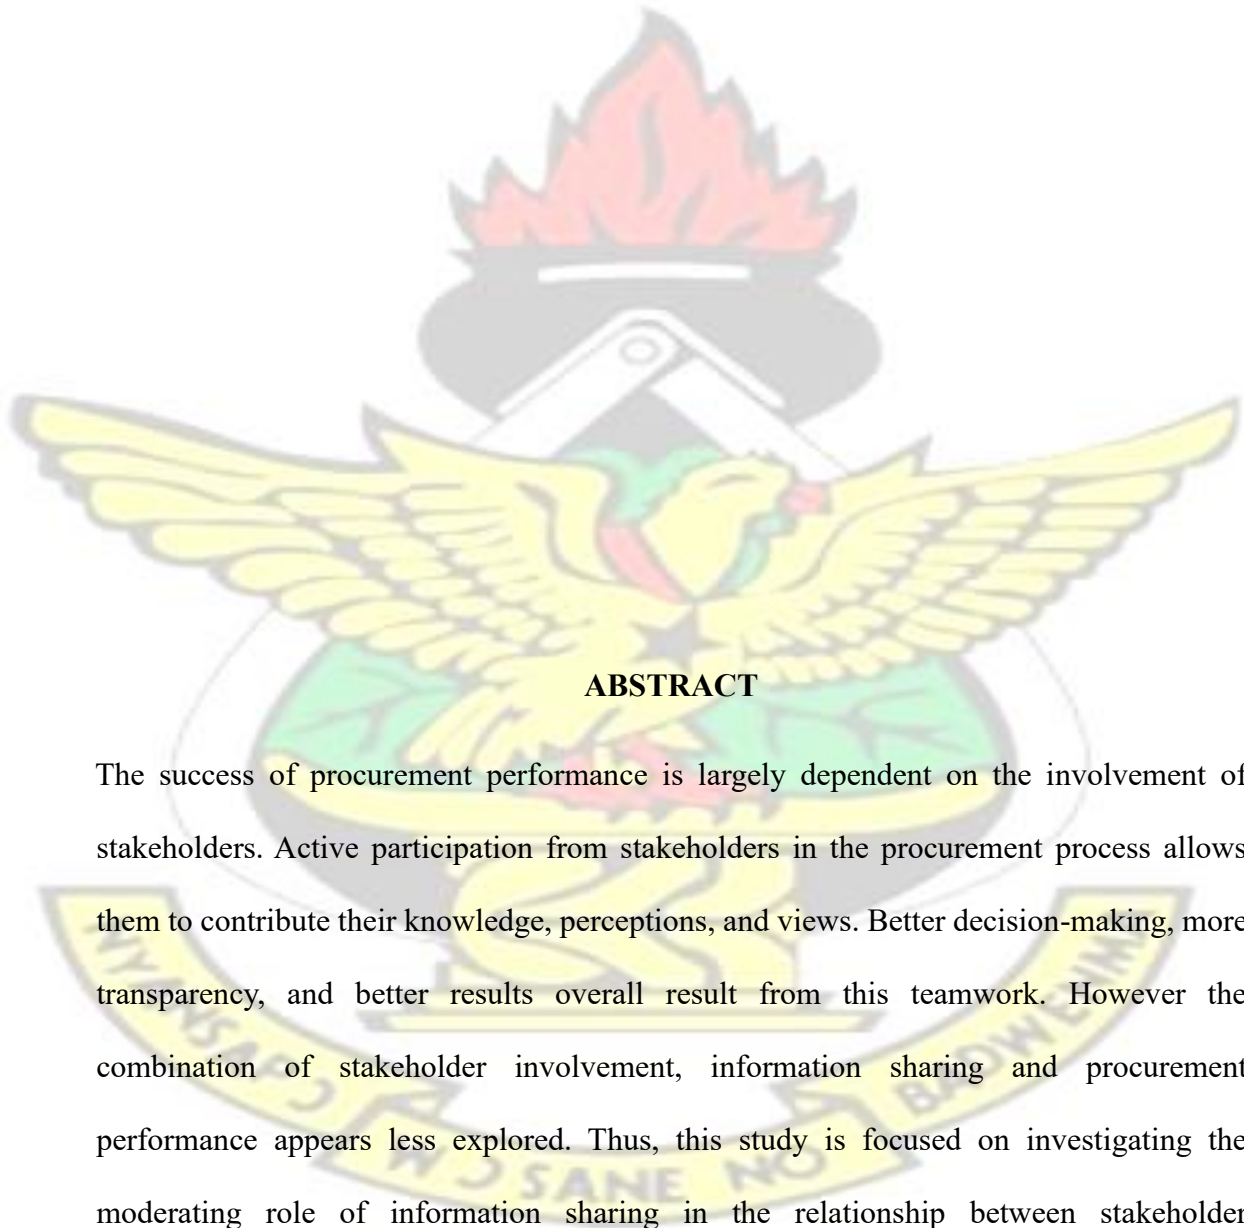 ABSTRACT
The success of procurement performance is largely dependent on the involvement of
stakeholders. Active participation from stakeholders in the procurement process allows
them to contribute their knowledge, perceptions, and views. Better decision-making, more
transparency, and better results overall result from this teamwork. However the
combination of stakeholder involvement, information sharing and procurement
performance appears less explored. Thus, this study is focused on investigating the
moderating role of information sharing in the relationship between stakeholder
NYANSAPƆ
WƆSANE NO
BADWENMA